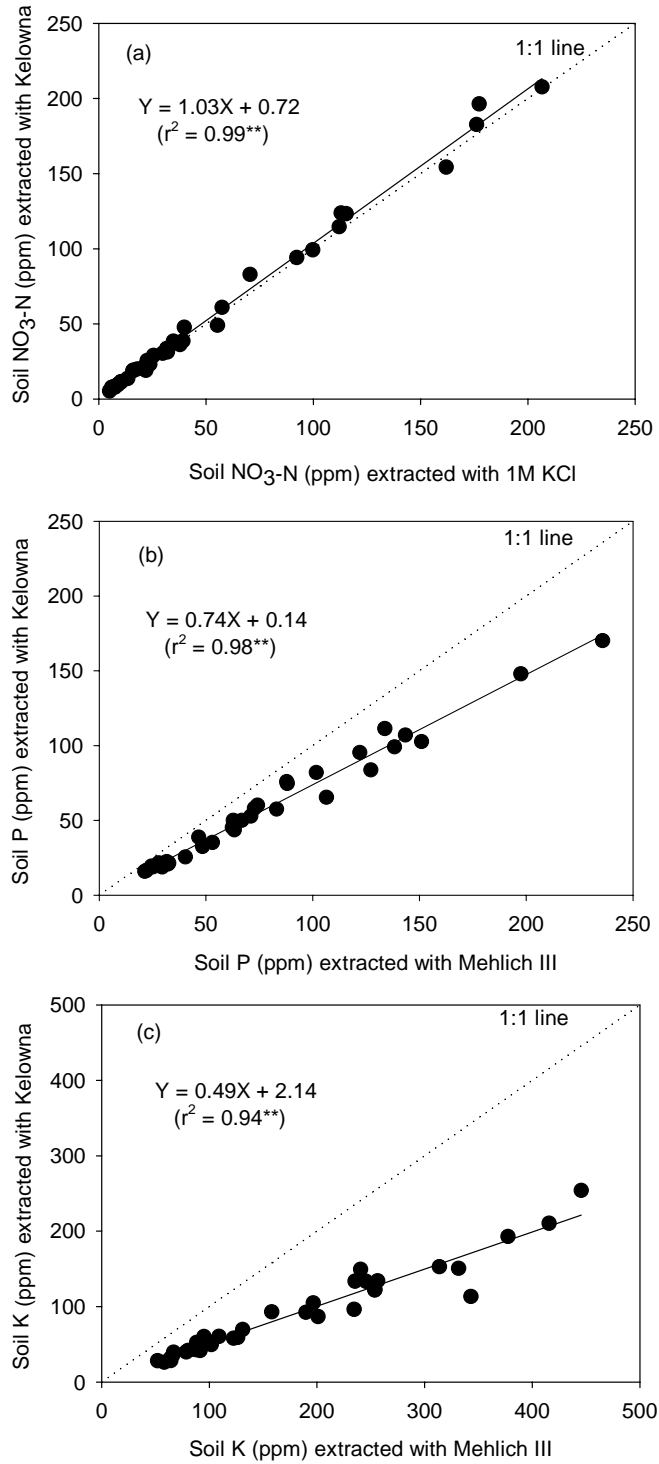 250
(a)
1:1 line
200
Y = 1.03X + 0.72
(r² = 0.99**)
150
100
50
0
Soil NO₃-N (ppm) extracted with Kelowna
0 50 100 150 200 250
Soil NO₃-N (ppm) extracted with 1M KCl
250
(b)
1:1 line
200
Y = 0.74X + 0.14
(r² = 0.98**)
150
100
50
0
Soil P (ppm) extracted with Kelowna
0 50 100 150 200 250
Soil P (ppm) extracted with Mehlich III
500
(c)
1:1 line
400
Y = 0.49X + 2.14
(r² = 0.94**)
300
200
100
0
Soil K (ppm) extracted with Kelowna
0 100 200 300 400 500
Soil K (ppm) extracted with Mehlich III